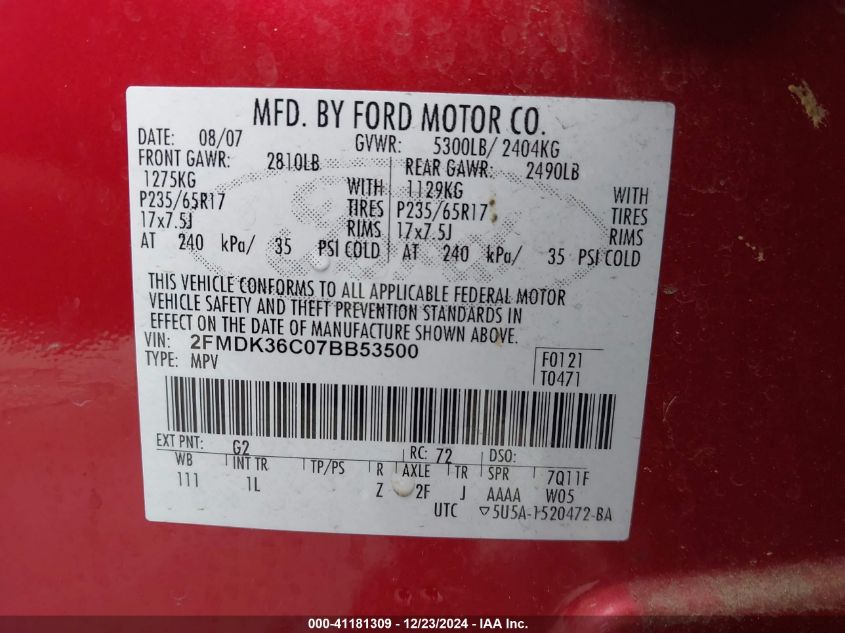 MFD. BY FORD MOTOR CO.
DATE: 08/07 GVWR: 5300LB/ 2404KG
FRONT GAWR: 2810LB REAR GAWR: 2490LB
1275KG WITH 1129KG WITH
P235/65R17 TIRES P235/65R17 TIRES
17x7.5J RIMS 17x7.5J RIMS
AT 240 kPa/ 35 PSI COLD AT 240 kPa/ 35 PSI COLD
THIS VEHICLE CONFORMS TO ALL APPLICABLE FEDERAL MOTOR
VEHICLE SAFETY AND THEFT PREVENTION STANDARDS IN
EFFECT ON THE DATE OF MANUFACTURE SHOWN ABOVE.
VIN: 2FMDK36C07BB53500
TYPE: MPV F0121
T0471
EXT PNT: G2 RC: 72 DSO:
WB INT TR TP/PS R AXLE TR SPR 7Q11F
111 1L Z 2F J AAAA W05
UTC ▽5U5A-1520472-BA
000-41181309 - 12/23/2024 - IAA Inc.